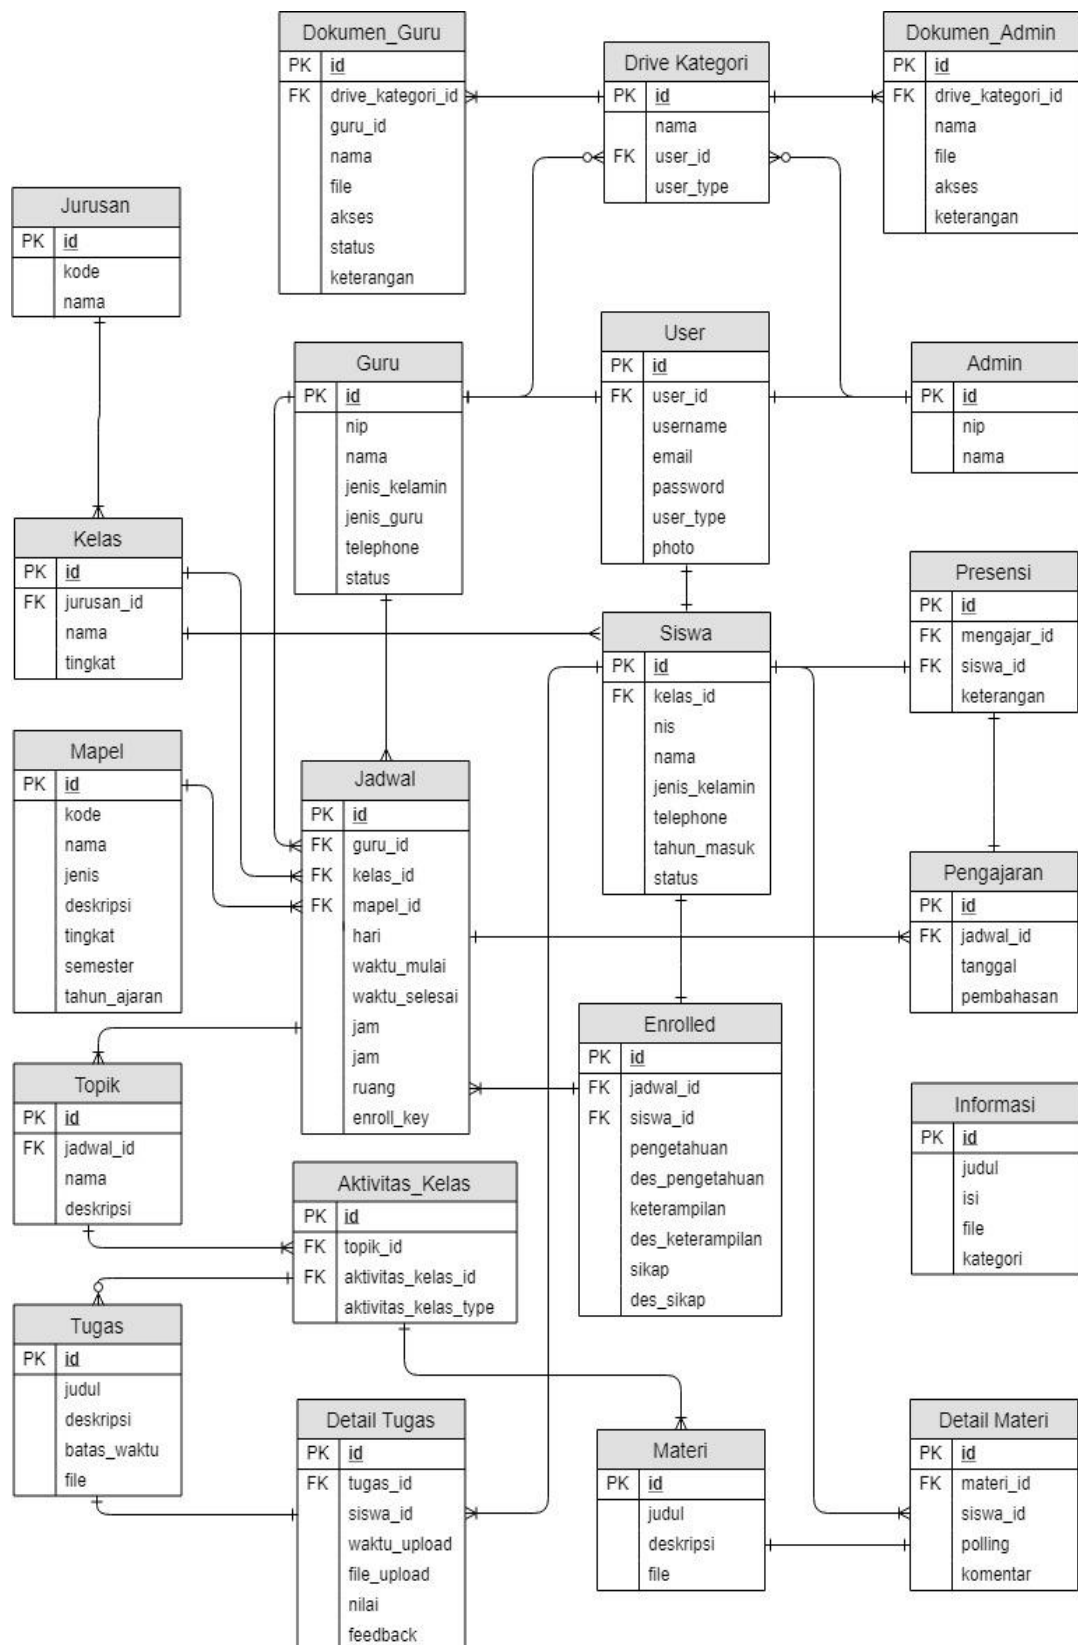 Dokumen_Guru
PK id
FK drive_kategori_id
guru_id
nama
file
akses
status
keterangan
Drive Kategori
PK id
nama
FK user_id
user_type
Dokumen_Admin
PK id
FK drive_kategori_id
nama
file
akses
keterangan
Jurusan
PK id
kode
nama
Guru
PK id
nip
nama
jenis_kelamin
jenis_guru
telephone
status
User
PK id
FK user_id
username
email
password
user_type
photo
Admin
PK id
nip
nama
Kelas
PK id
FK jurusan_id
nama
tingkat
Siswa
PK id
FK kelas_id
nis
nama
jenis_kelamin
telephone
tahun_masuk
status
Presensi
PK id
FK mengajar_id
FK siswa_id
keterangan
Mapel
PK id
kode
nama
jenis
deskripsi
tingkat
semester
tahun_ajaran
Jadwal
PK id
FK guru_id
FK kelas_id
FK mapel_id
hari
waktu_mulai
waktu_selesai
jam
jam
ruang
enroll_key
Pengajaran
PK id
FK jadwal_id
tanggal
pembahasan
Topik
PK id
FK jadwal_id
nama
deskripsi
Enrolled
PK id
FK jadwal_id
FK siswa_id
pengetahuan
des_pengetahuan
keterampilan
des_keterampilan
sikap
des_sikap
Informasi
PK id
judul
isi
file
kategori
Aktivitas_Kelas
PK id
FK topik_id
FK aktivitas_kelas_id
aktivitas_kelas_type
Tugas
PK id
judul
deskripsi
batas_waktu
file
Detail Tugas
PK id
FK tugas_id
siswa_id
waktu_upload
file_upload
nilai
feedback
Materi
PK id
judul
deskripsi
file
Detail Materi
PK id
FK materi_id
siswa_id
polling
komentar